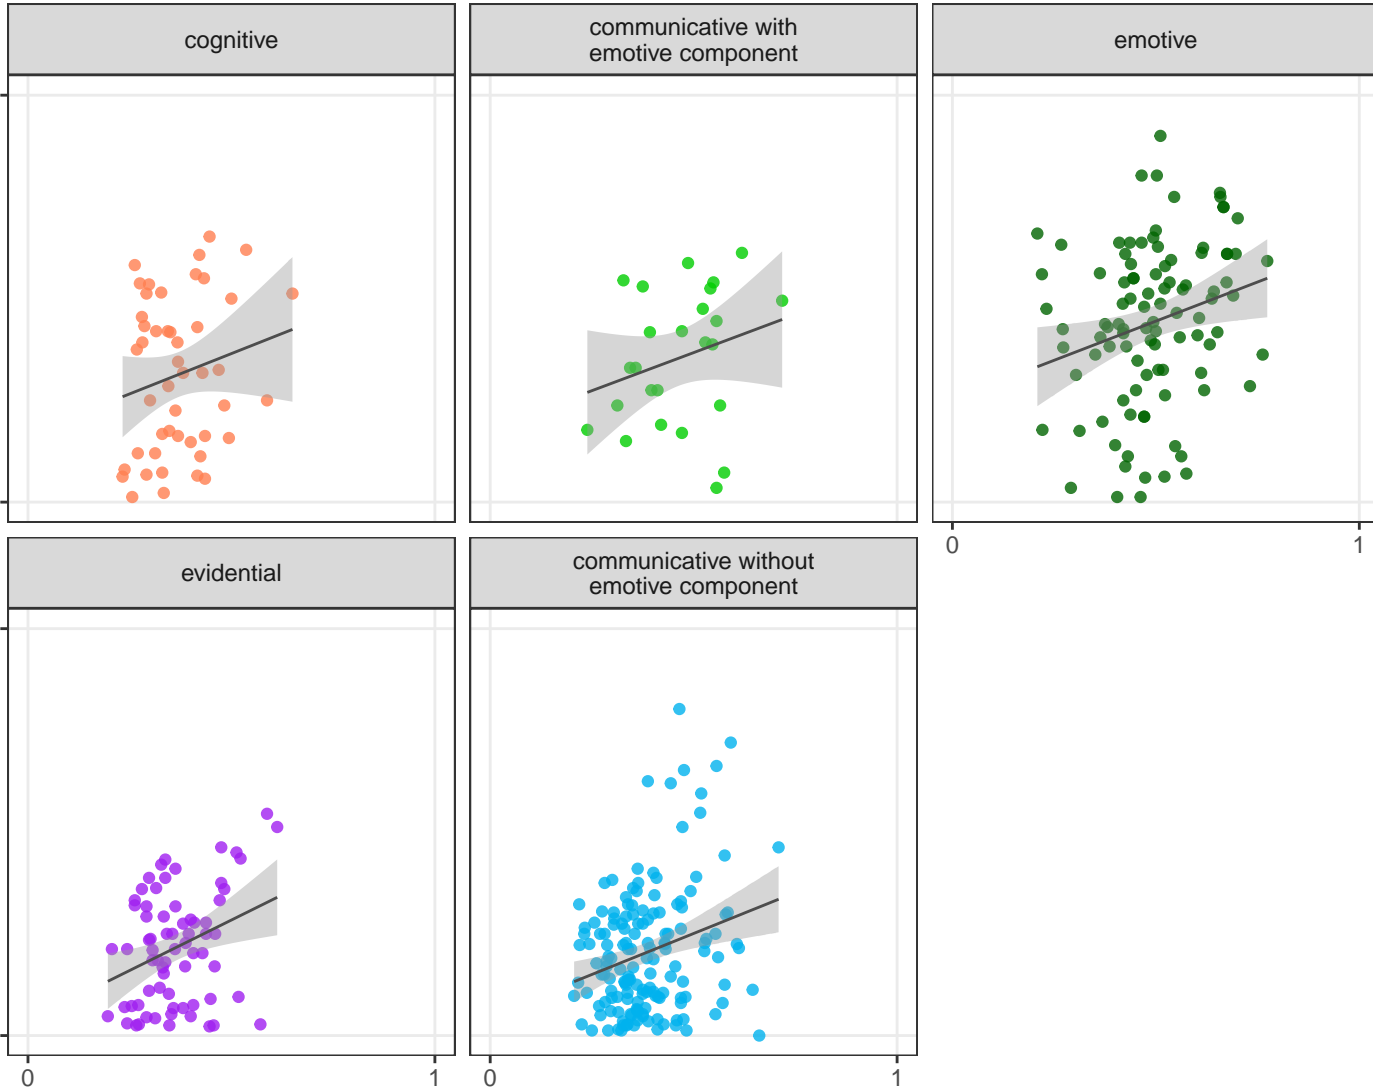 cognitive
communicative with
emotive component
emotive
0
1
evidential
communicative without
emotive component
0
1
0
1